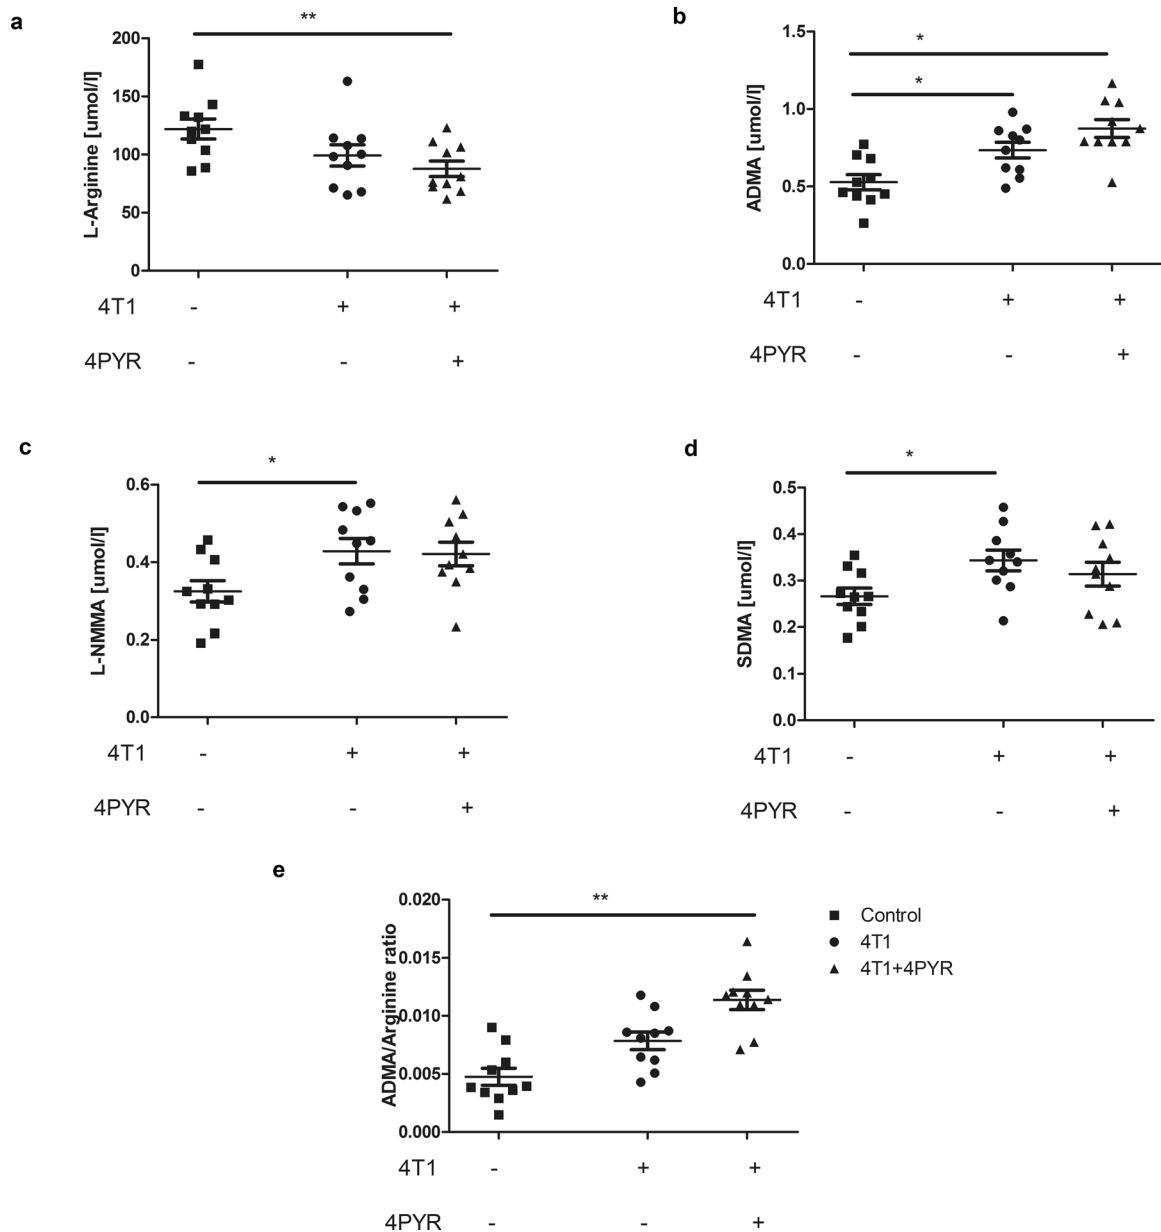 a
**
200
150
100
50
0
L-Arginine [umol/l]
4T1 - + +
4PYR - - +
b
*
*
1.5
1.0
0.5
0.0
ADMA [umol/l]
4T1 - + +
4PYR - - +
c
*
0.6
0.4
0.2
0.0
L-NMMA [umol/l]
4T1 - + +
4PYR - - +
d
*
0.5
0.4
0.3
0.2
0.1
0.0
SDMA [umol/l]
4T1 - + +
4PYR - - +
e
**
0.020
0.015
0.010
0.005
0.000
ADMA/Arginine ratio
4T1 - + +
4PYR - - +
Control
4T1
4T1+4PYR